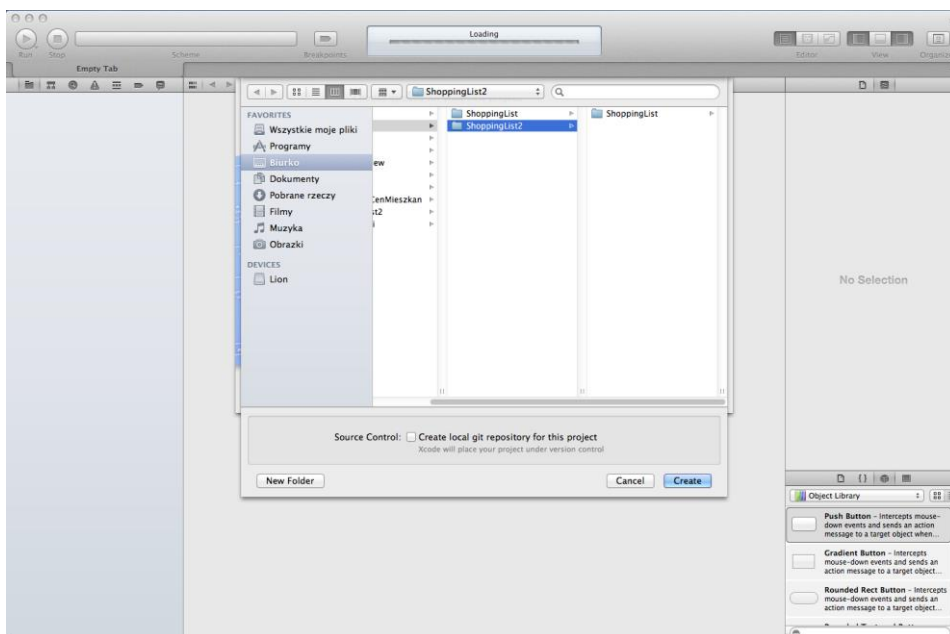 Loading
Run
Stop
Scheme
Breakpoints
Editor
View
Organiz
Empty Tab
ShoppingList2
FAVORITES
Wszystkie moje pliki
Programy
Biurko
Dokumenty
Pobrane rzeczy
Filmy
Muzyka
Obrazki
DEVICES
Lion
ew
CenMieszkan
st2
i
ShoppingList
ShoppingList2
ShoppingList
No Selection
Source Control: Create local git repository for this project
Xcode will place your project under version control
New Folder
Cancel
Create
Object Library
Push Button - Intercepts mouse-
down events and sends an action
message to a target object when...
Gradient Button - Intercepts
mouse-down events and sends an
action message to a target object...
Rounded Rect Button - Intercepts
mouse-down events and sends an
action message to a target object...